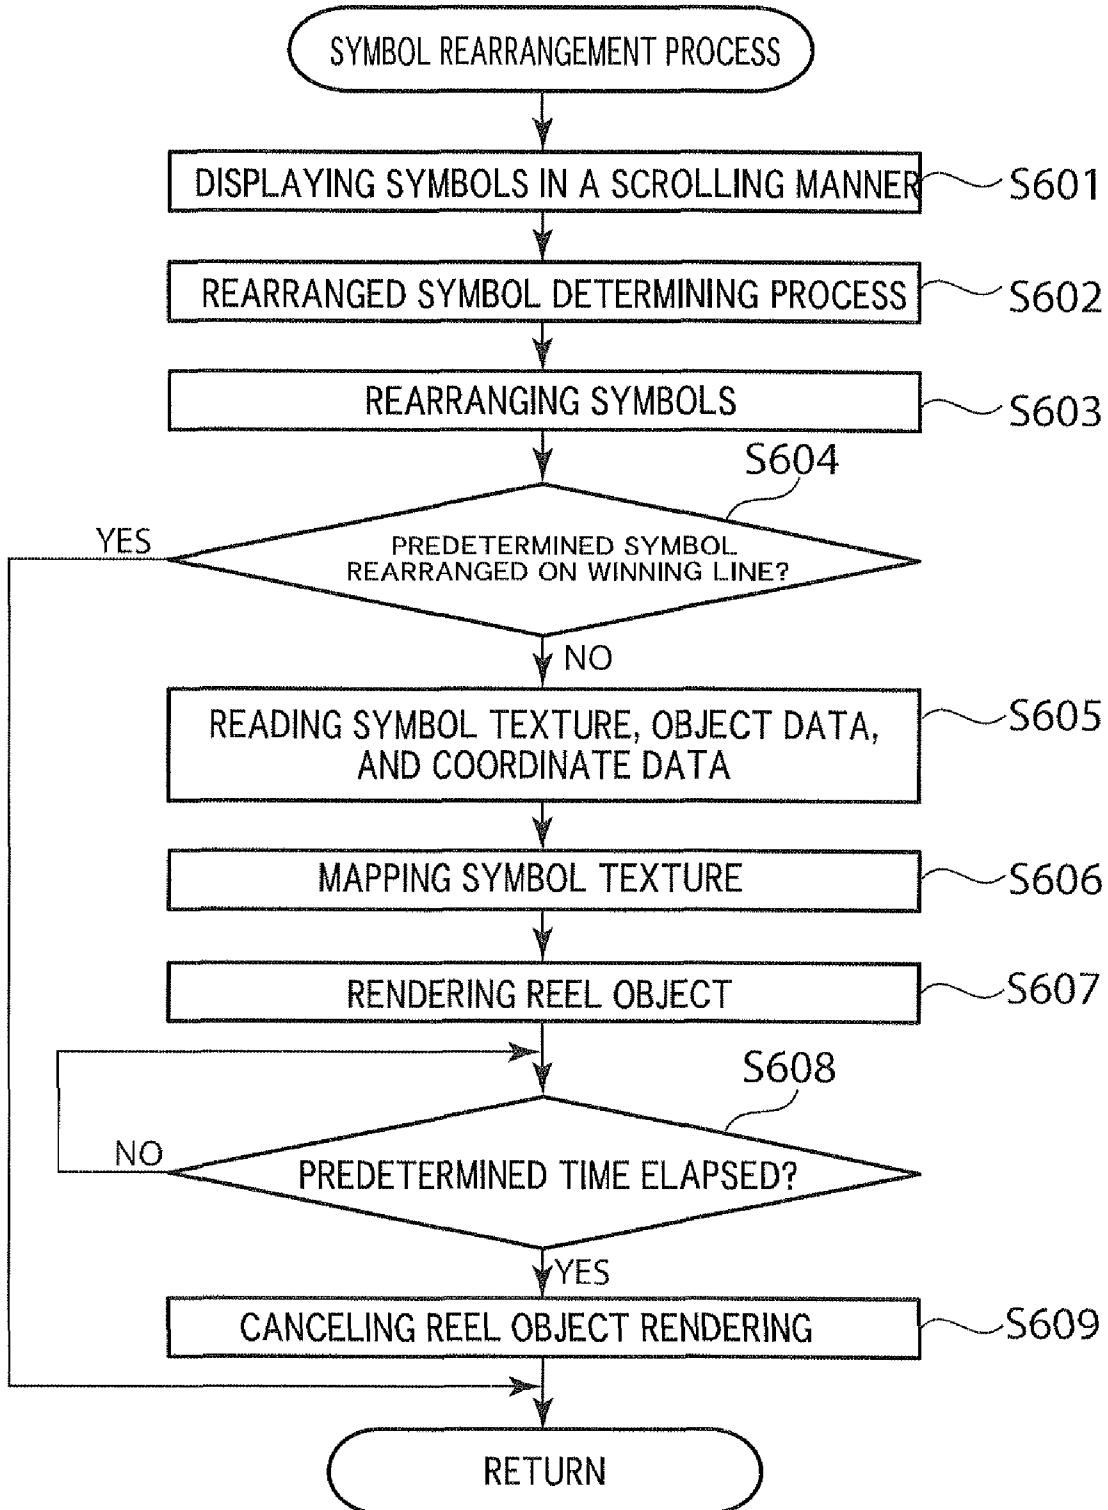 SYMBOL REARRANGEMENT PROCESS
DISPLAYING SYMBOLS IN A SCROLLING MANNER
S601
REARRANGED SYMBOL DETERMINING PROCESS
S602
REARRANGING SYMBOLS
S603
S604
YES
PREDETERMINED SYMBOL
REARRANGED ON WINNING LINE?
NO
READING SYMBOL TEXTURE, OBJECT DATA,
AND COORDINATE DATA
S605
MAPPING SYMBOL TEXTURE
S606
RENDERING REEL OBJECT
S607
S608
NO
PREDETERMINED TIME ELAPSED?
YES
CANCELING REEL OBJECT RENDERING
S609
RETURN